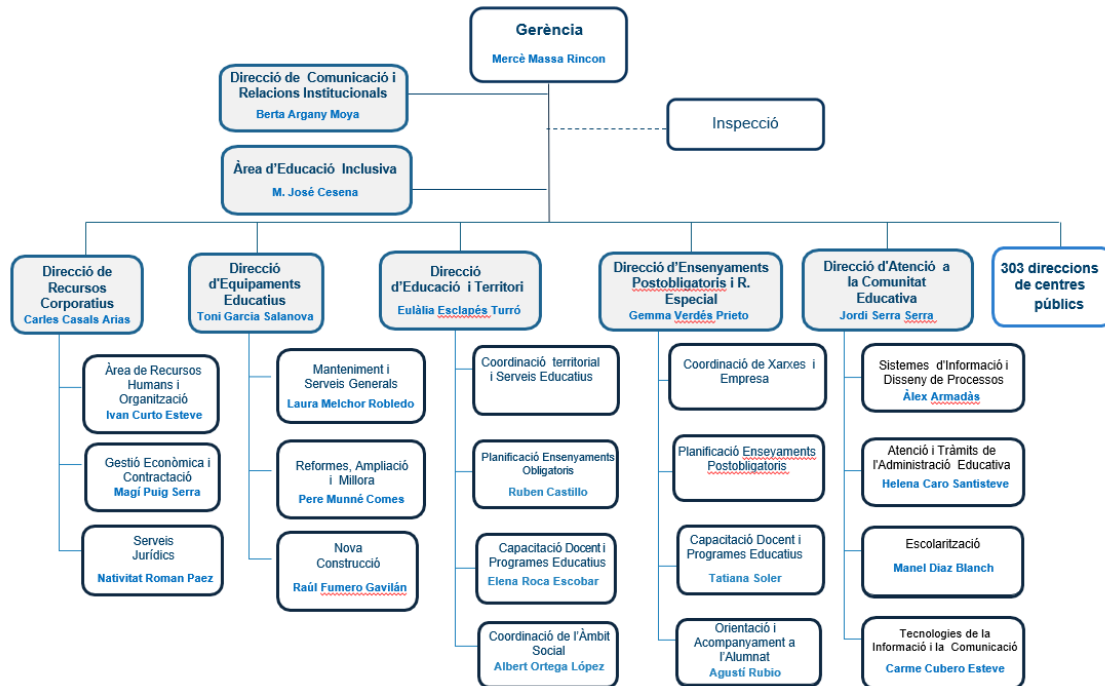 Gerència
Mercè Massa Rincon
Direcció de Comunicació i
Relacions Institucionals
Berta Argany Moya
Inspecció
Àrea d'Educació Inclusiva
M. José Cesena
Direcció de
Recursos
Corporatius
Carles Casals Arias
Direcció
d'Equipaments
Educatius
Toni Garcia Salanova
Direcció
d'Educació i Territori
Eulàlia Esclapés Turró
Direcció d'Ensenyaments
Postobligatoris i R.
Especial
Gemma Verdés Prieto
Direcció d'Atenció a
la Comunitat
Educativa
Jordi Serra Serra
303 direccions
de centres
públics
Àrea de Recursos
Humans i
Organització
Ivan Curto Esteve
Gestió Econòmica i
Contractació
Magí Puig Serra
Serveis
Jurídics
Nativitat Roman Paez
Manteniment i
Serveis Generals
Laura Melchor Robledo
Reformes, Ampliació
i Millora
Pere Munné Comes
Nova
Construcció
Raúl Fumero Gavilán
Coordinació territorial
i Serveis Educatius
Planificació Ensenyaments
Obligatoris
Ruben Castillo
Capacitació Docent i
Programes Educatius
Elena Roca Escobar
Coordinació de l'Àmbit
Social
Albert Ortega López
Coordinació de Xarxes i
Empresa
Planificació Enseyaments
Postobligatoris
Capacitació Docent i
Programes Educatius
Tatiana Soler
Orientació i
Acompanyament a
l'Alumnat
Agustí Rubio
Sistemes d'Informació i
Disseny de Processos
Àlex Armadàs
Atenció i Tràmits de
l'Administració Educativa
Helena Caro Santisteve
Escolarització
Manel Diaz Blanch
Tecnologies de la
Informació i la Comunicació
Carme Cubero Esteve